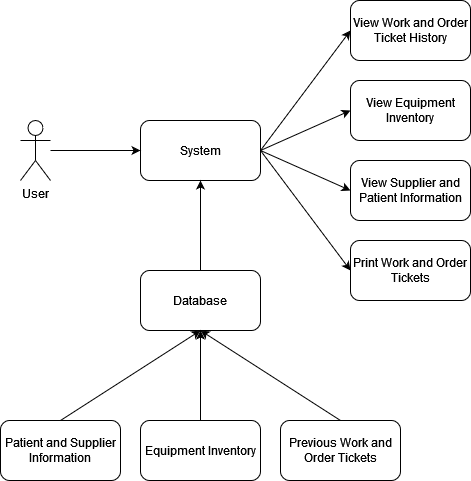 View Work and Order
Ticket History
View Equipment
Inventory
System
User
View Supplier and
Patient Information
Print Work and Order
Tickets
Database
Patient and Supplier
Information
Equipment Inventory
Previous Work and
Order Tickets